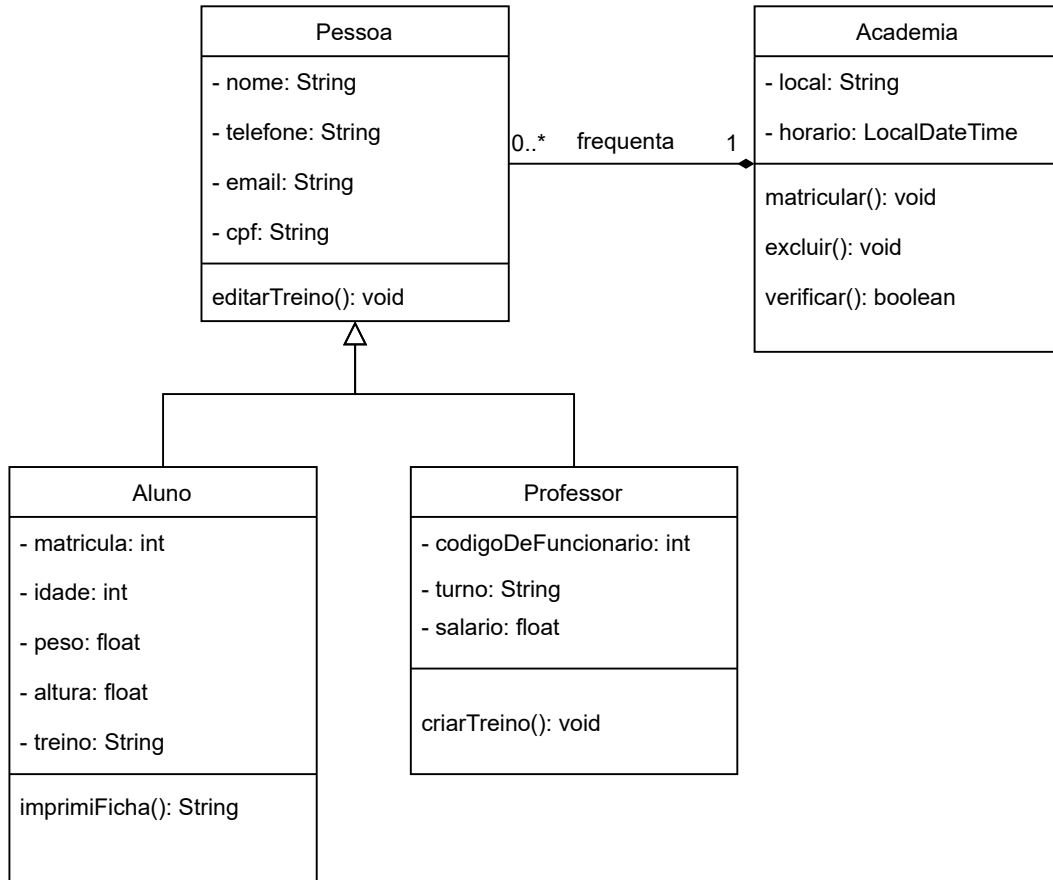 Pessoa
- nome: String
- telefone: String
- email: String
- cpf: String
editarTreino(): void
0..*
frequenta
1
Academia
- local: String
- horario: LocalDateTime
matricular(): void
excluir(): void
verificar(): boolean
Aluno
- matricula: int
- idade: int
- peso: float
- altura: float
- treino: String
imprimiFicha(): String
Professor
- codigoDeFuncionario: int
- turno: String
- salario: float
criarTreino(): void